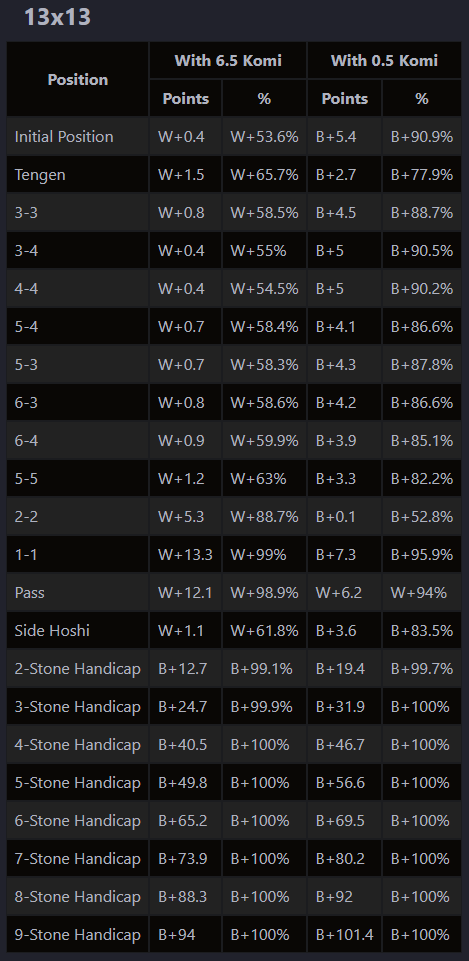 13x13
Position With 6.5 Komi With 0.5 Komi
Points % Points %
Initial Position W+0.4 W+53.6% B+5.4 B+90.9%
Tengen W+1.5 W+65.7% B+2.7 B+77.9%
3-3 W+0.8 W+58.5% B+4.5 B+88.7%
3-4 W+0.4 W+55% B+5 B+90.5%
4-4 W+0.4 W+54.5% B+5 B+90.2%
5-4 W+0.7 W+58.4% B+4.1 B+86.6%
5-3 W+0.7 W+58.3% B+4.3 B+87.8%
6-3 W+0.8 W+58.6% B+4.2 B+86.6%
6-4 W+0.9 W+59.9% B+3.9 B+85.1%
5-5 W+1.2 W+63% B+3.3 B+82.2%
2-2 W+5.3 W+88.7% B+0.1 B+52.8%
1-1 W+13.3 W+99% B+7.3 B+95.9%
Pass W+12.1 W+98.9% W+6.2 W+94%
Side Hoshi W+1.1 W+61.8% B+3.6 B+83.5%
2-Stone Handicap B+12.7 B+99.1% B+19.4 B+99.7%
3-Stone Handicap B+24.7 B+99.9% B+31.9 B+100%
4-Stone Handicap B+40.5 B+100% B+46.7 B+100%
5-Stone Handicap B+49.8 B+100% B+56.6 B+100%
6-Stone Handicap B+65.2 B+100% B+69.5 B+100%
7-Stone Handicap B+73.9 B+100% B+80.2 B+100%
8-Stone Handicap B+88.3 B+100% B+92 B+100%
9-Stone Handicap B+94 B+100% B+101.4 B+100%